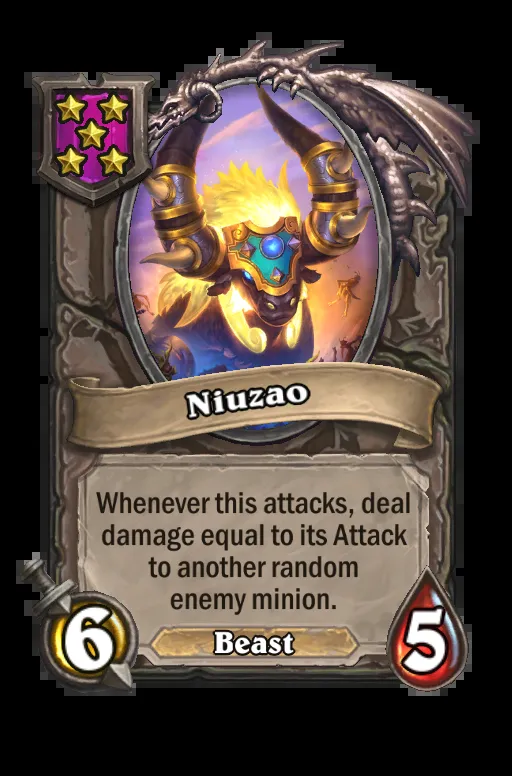 Niuzao
Whenever this attacks, deal
damage equal to its Attack
to another random
enemy minion.
6
Beast
5